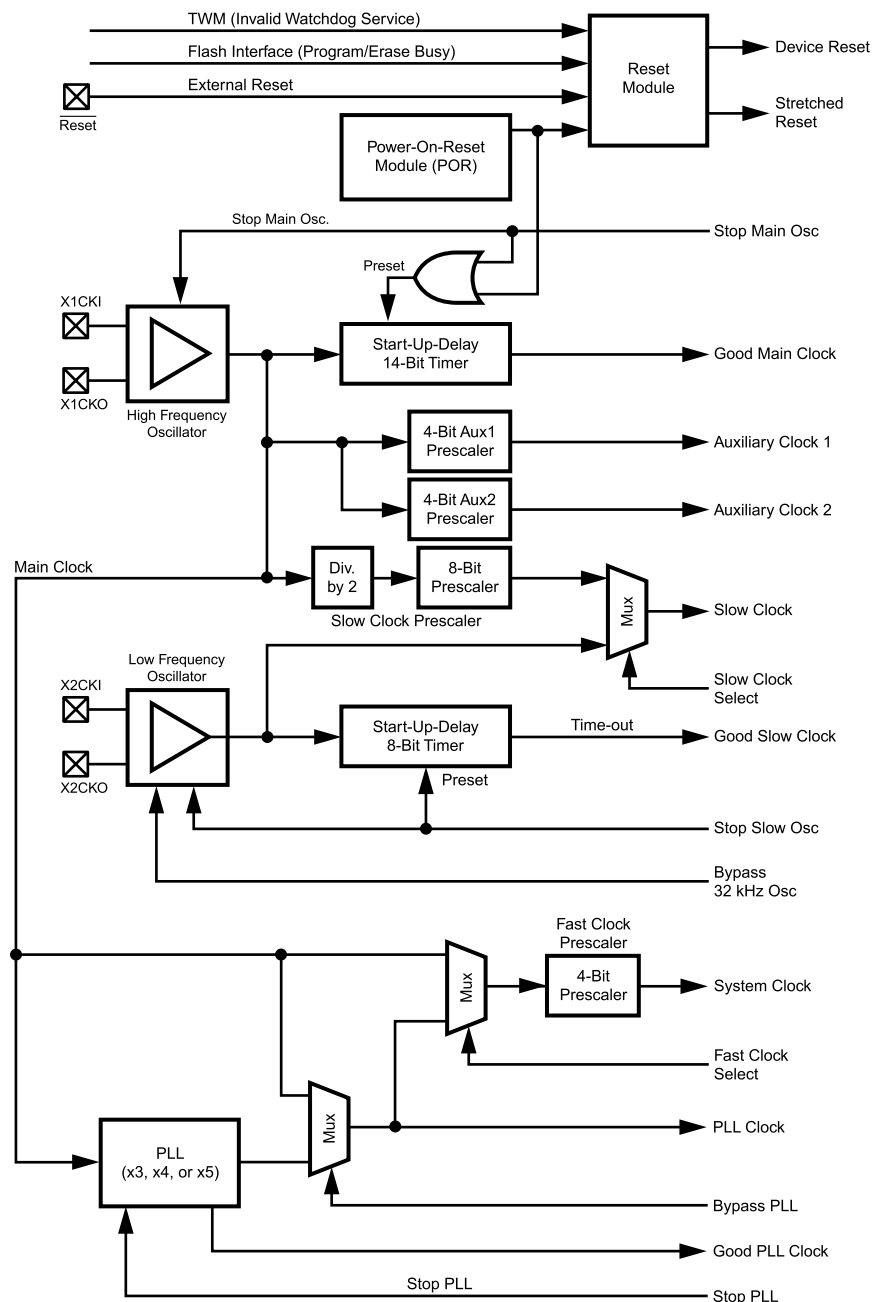 TWM (Invalid Watchdog Service)
Flash Interface (Program/Erase Busy)
External Reset
Reset
Reset
Module
Device Reset
Stretched
Reset
Power-On-Reset
Module (POR)
Stop Main Osc.
Stop Main Osc
Preset
X1CKI
X1CKO
High Frequency
Oscillator
Start-Up-Delay
14-Bit Timer
Good Main Clock
4-Bit Aux1
Prescaler
Auxiliary Clock 1
4-Bit Aux2
Prescaler
Auxiliary Clock 2
Main Clock
Div.
by 2
8-Bit
Prescaler
Slow Clock Prescaler
Mux
Slow Clock
Slow Clock
Select
Low Frequency
Oscillator
X2CKI
X2CKO
Start-Up-Delay
8-Bit Timer
Time-out
Good Slow Clock
Preset
Stop Slow Osc
Bypass
32 kHz Osc
Fast Clock
Prescaler
Mux
4-Bit
Prescaler
System Clock
Fast Clock
Select
Mux
PLL Clock
PLL
(x3, x4, or x5)
Bypass PLL
Good PLL Clock
Stop PLL
Stop PLL